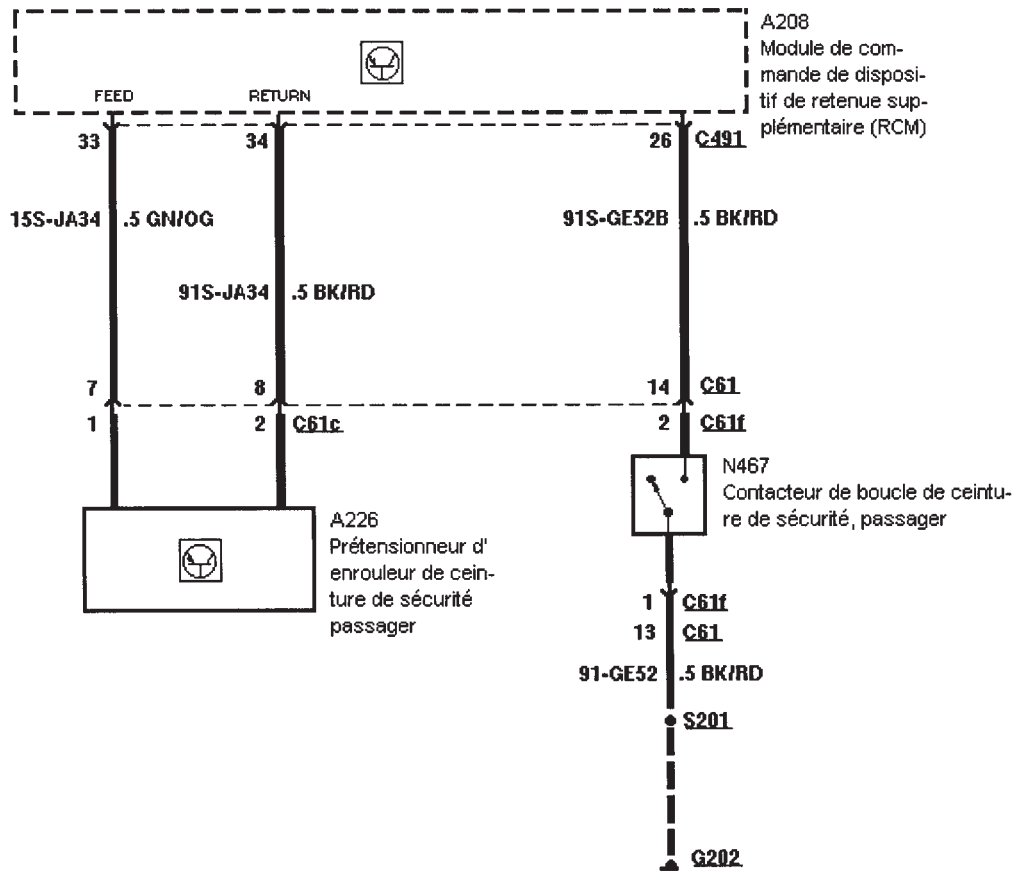 A208
Module de com-
mande de disposi-
tif de retenue sup-
plémentaire (RCM)
FEED RETURN
33 34 26 C491
15S-JA34 .5 GN/OG 91S-GE52B .5 BK/RD
91S-JA34 .5 BK/RD
7 8 14 C61
1 2 C61c 2 C61f
N467
Contacteur de boucle de ceintu-
re de sécurité, passager
A226
Prétensionneur d'
enrouleur de cein-
ture de sécurité
passager
1 C61f
13 C61
91-GE52 .5 BK/RD
S201
G202